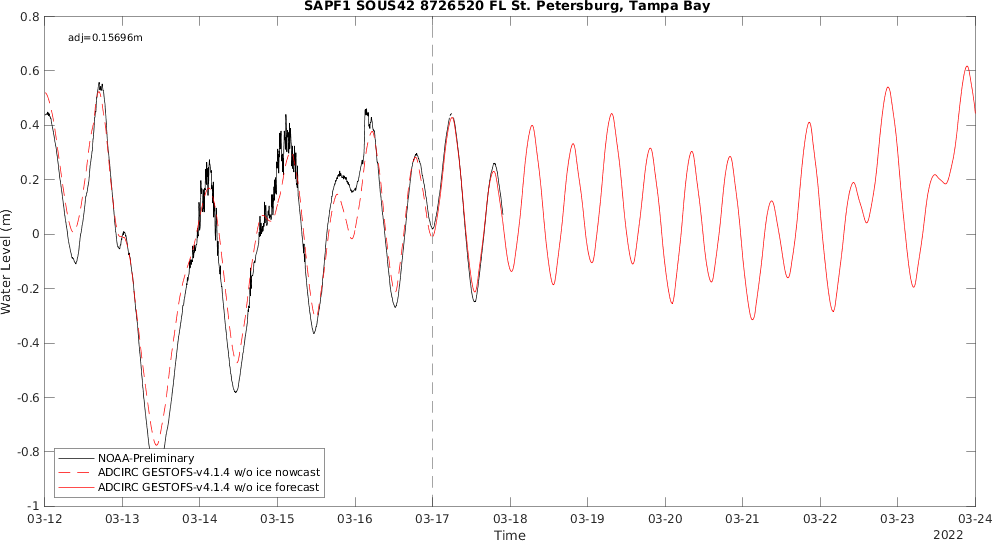 SAPF1 SOUS42 8726520 FL St. Petersburg, Tampa Bay
adj=0.15696m
0.8
0.6
0.4
0.2
0
-0.2
-0.4
-0.6
-0.8
-1
Water Level (m)
NOAA-Preliminary
ADCIRC GESTOFS-v4.1.4 w/o ice nowcast
ADCIRC GESTOFS-v4.1.4 w/o ice forecast
03-12 03-13 03-14 03-15 03-16 03-17 03-18 03-19 03-20 03-21 03-22 03-23 03-24
Time
2022